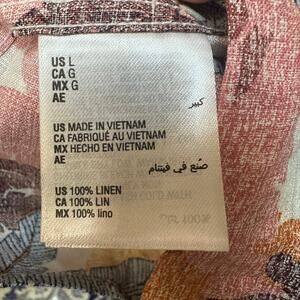 US L
CA G
MX G
AE
كبير
US MADE IN VIETNAM
CA FABRIQUÉ AU VIETNAM
MX HECHO EN VIETNAM
AE
صُنع في فيتنام
US 100% LINEN
CA 100% LIN
MX 100% lino